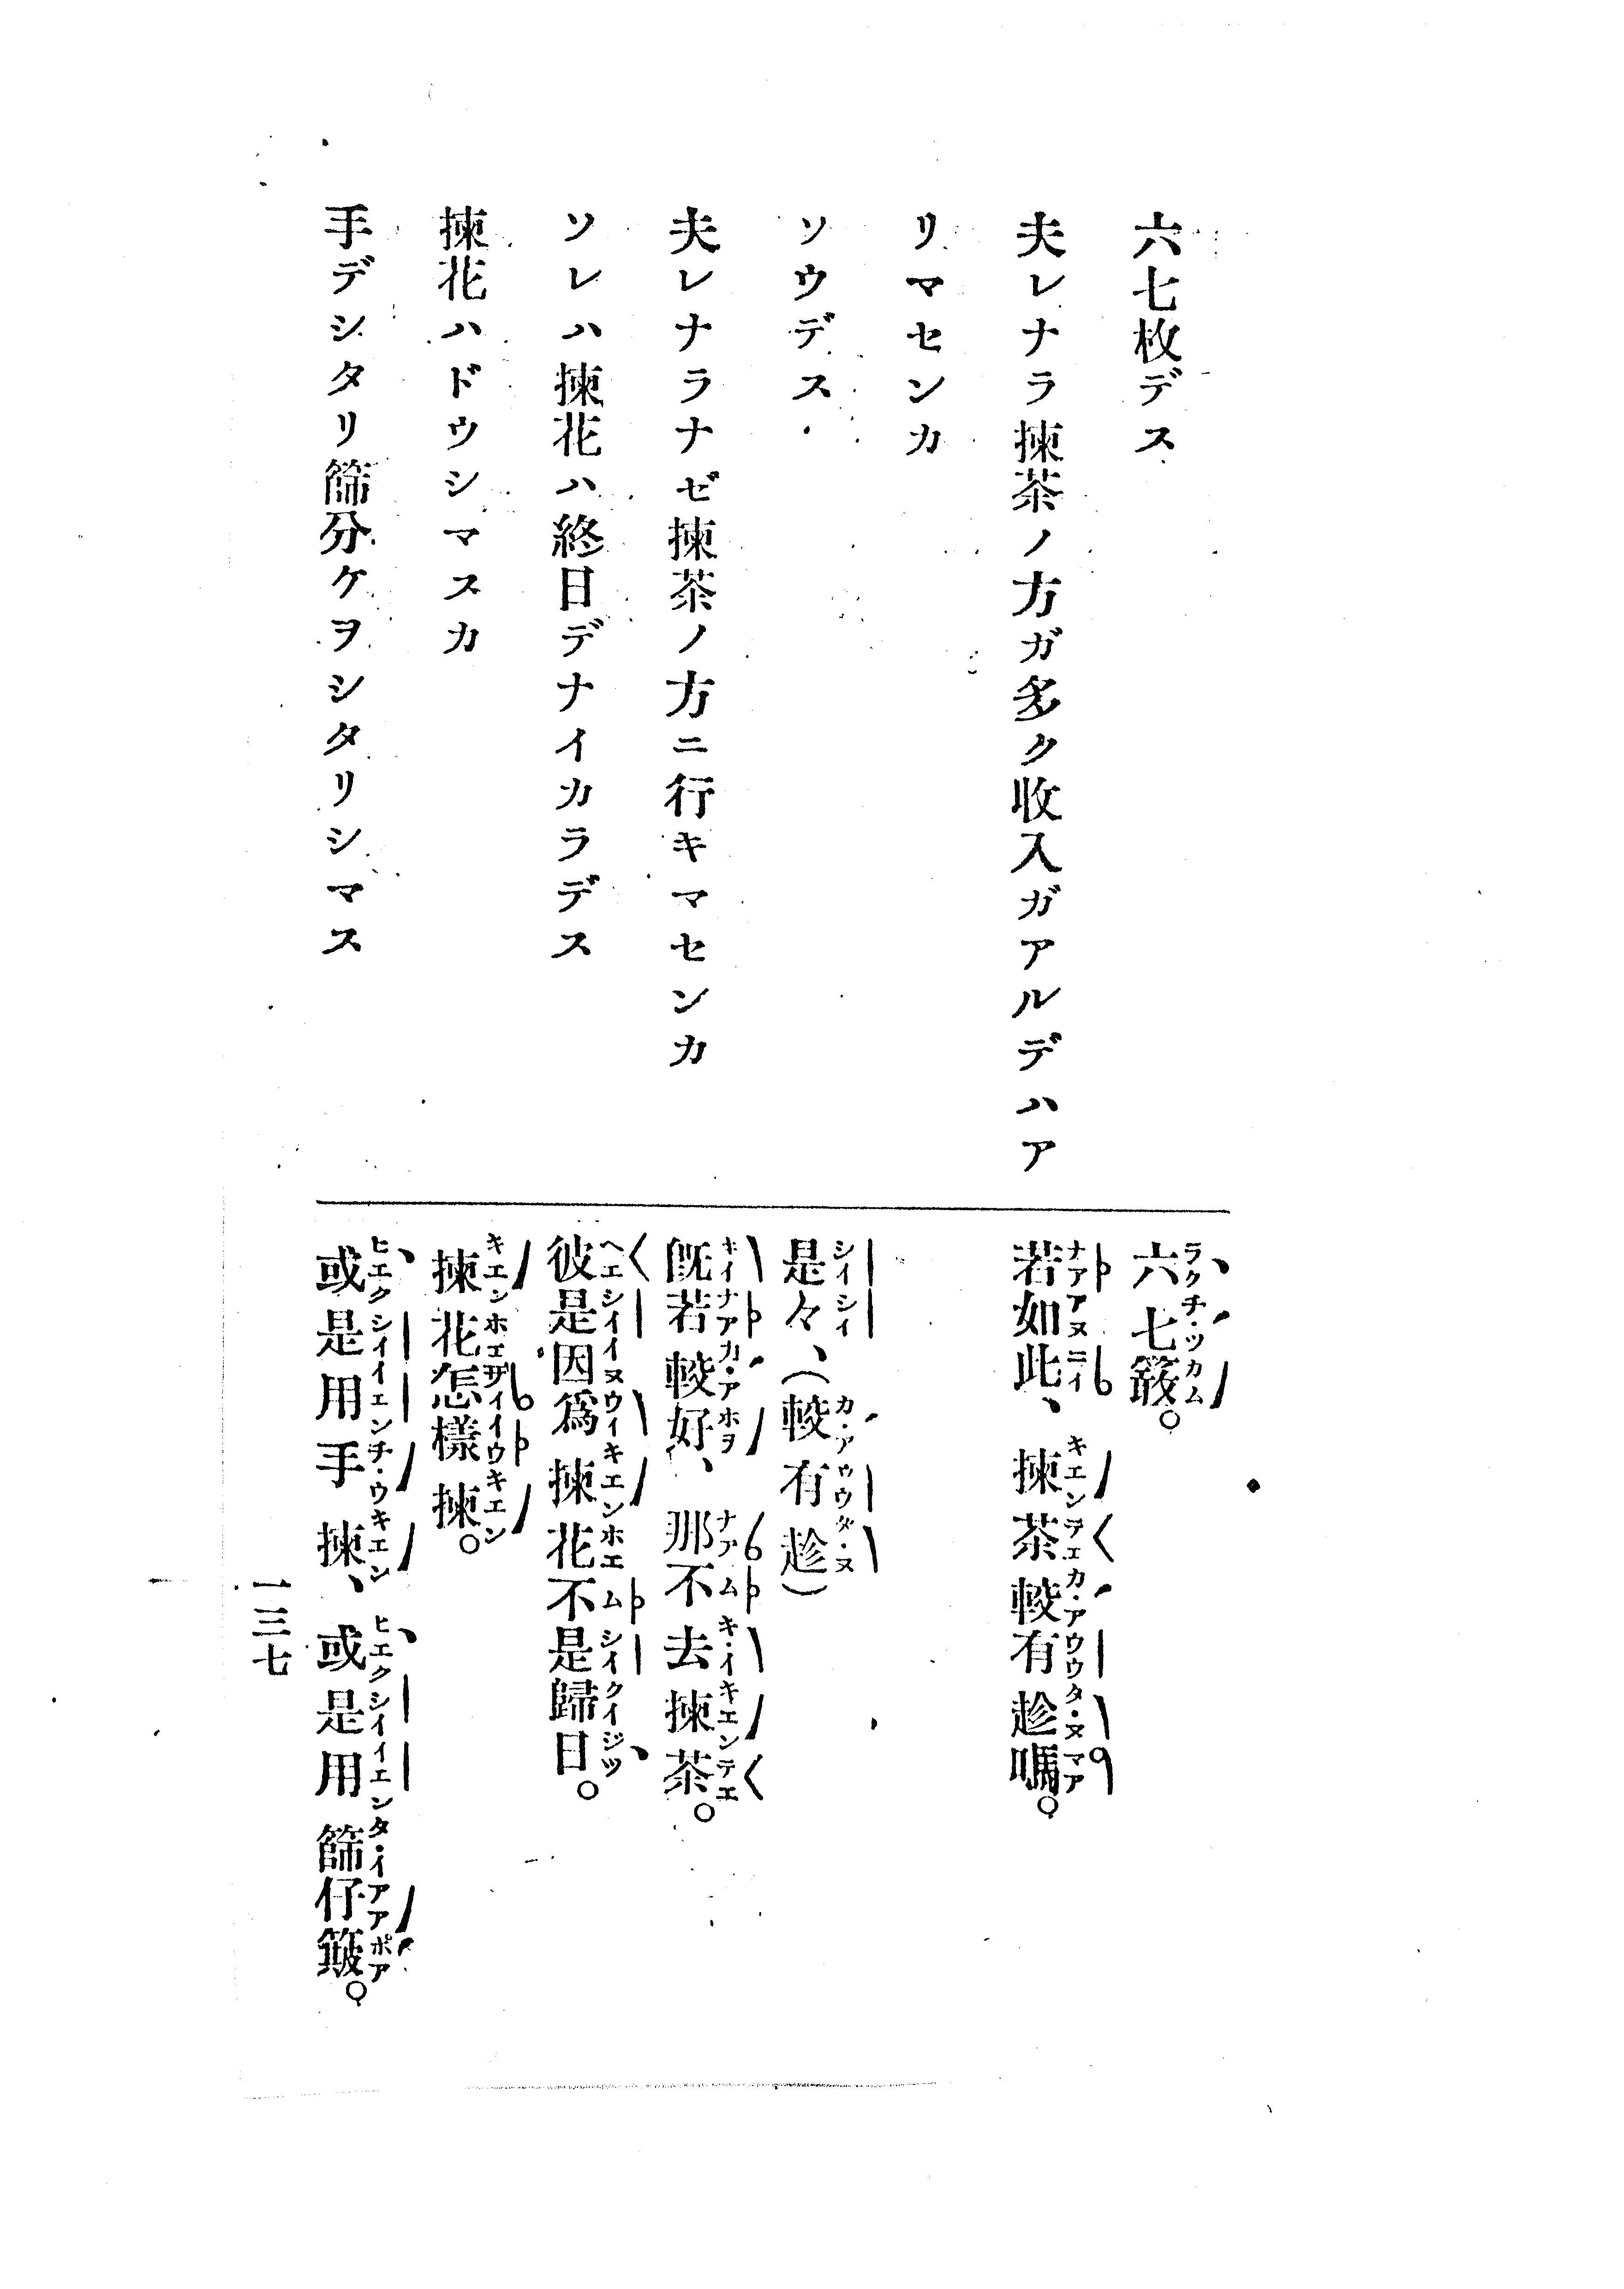 六七枚デス
夫レナラ揀茶ノ方ガ多ク收入ガアルデハア
リマセンカ
ソウデス
夫レナラナゼ揀茶ノ方ニ行キマセンカ
ソレハ揀花ハ終日デナイカラデス
揀花ハドウシマスカ
手デシタリ篩分ケヲシタリシマス
六七簽。
若如此、揀茶較有趁嗎。
是々、(較有趁)
既若較好、那不去揀茶。
彼是因爲揀花不是歸日。
揀花怎樣揀。
或是用手揀、或是用篩仔簸。
一三七